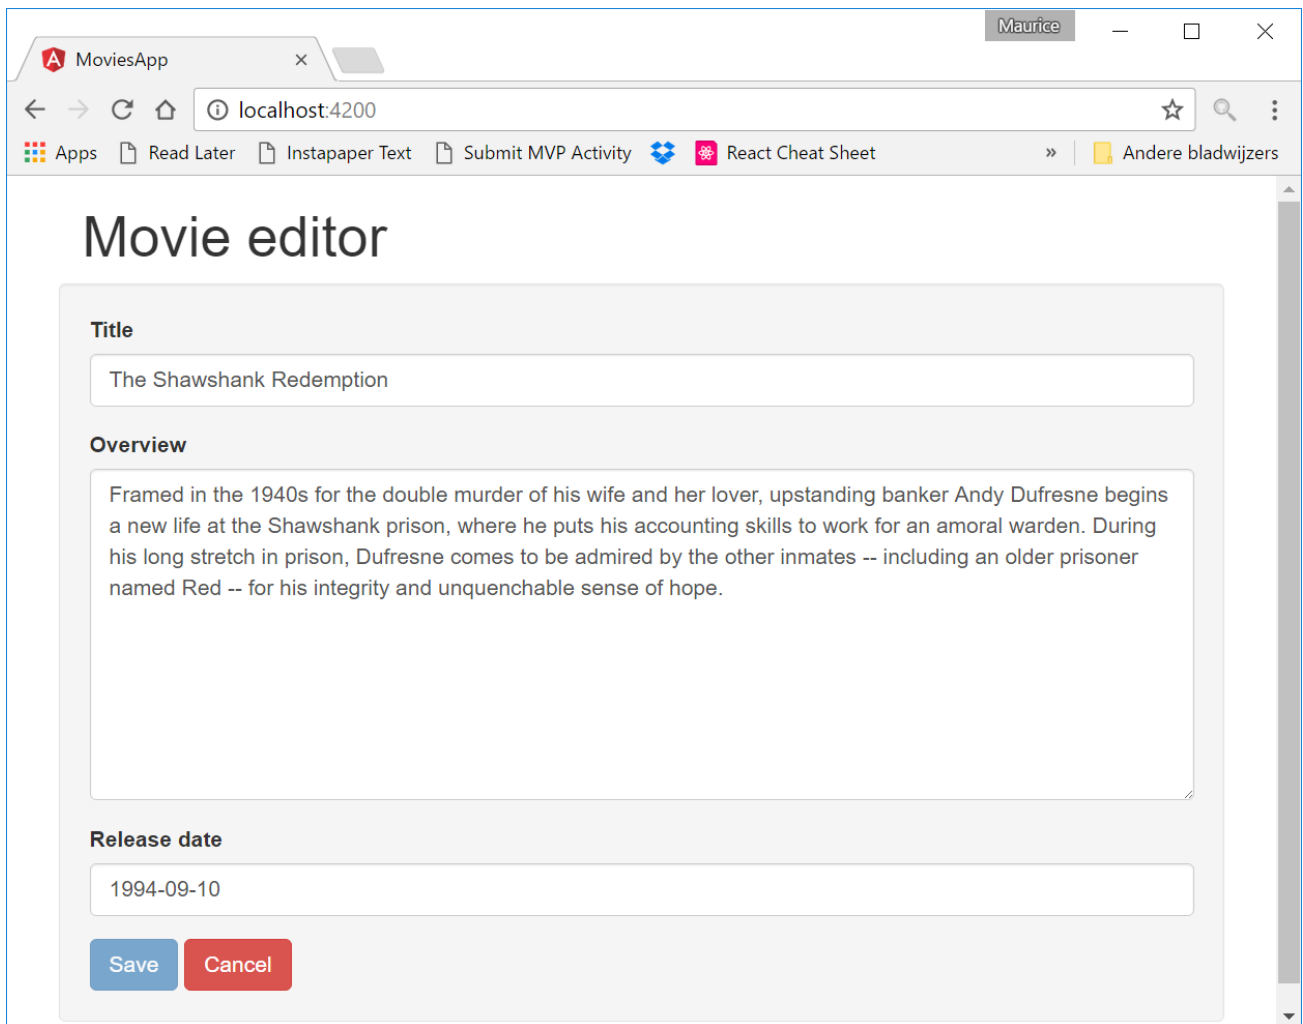 Maurice
MoviesApp
localhost:4200
Apps Read Later Instapaper Text Submit MVP Activity React Cheat Sheet » Andere bladwijzers
Movie editor
Title
The Shawshank Redemption
Overview
Framed in the 1940s for the double murder of his wife and her lover, upstanding banker Andy Dufresne begins
a new life at the Shawshank prison, where he puts his accounting skills to work for an amoral warden. During
his long stretch in prison, Dufresne comes to be admired by the other inmates -- including an older prisoner
named Red -- for his integrity and unquenchable sense of hope.
Release date
1994-09-10
Save Cancel